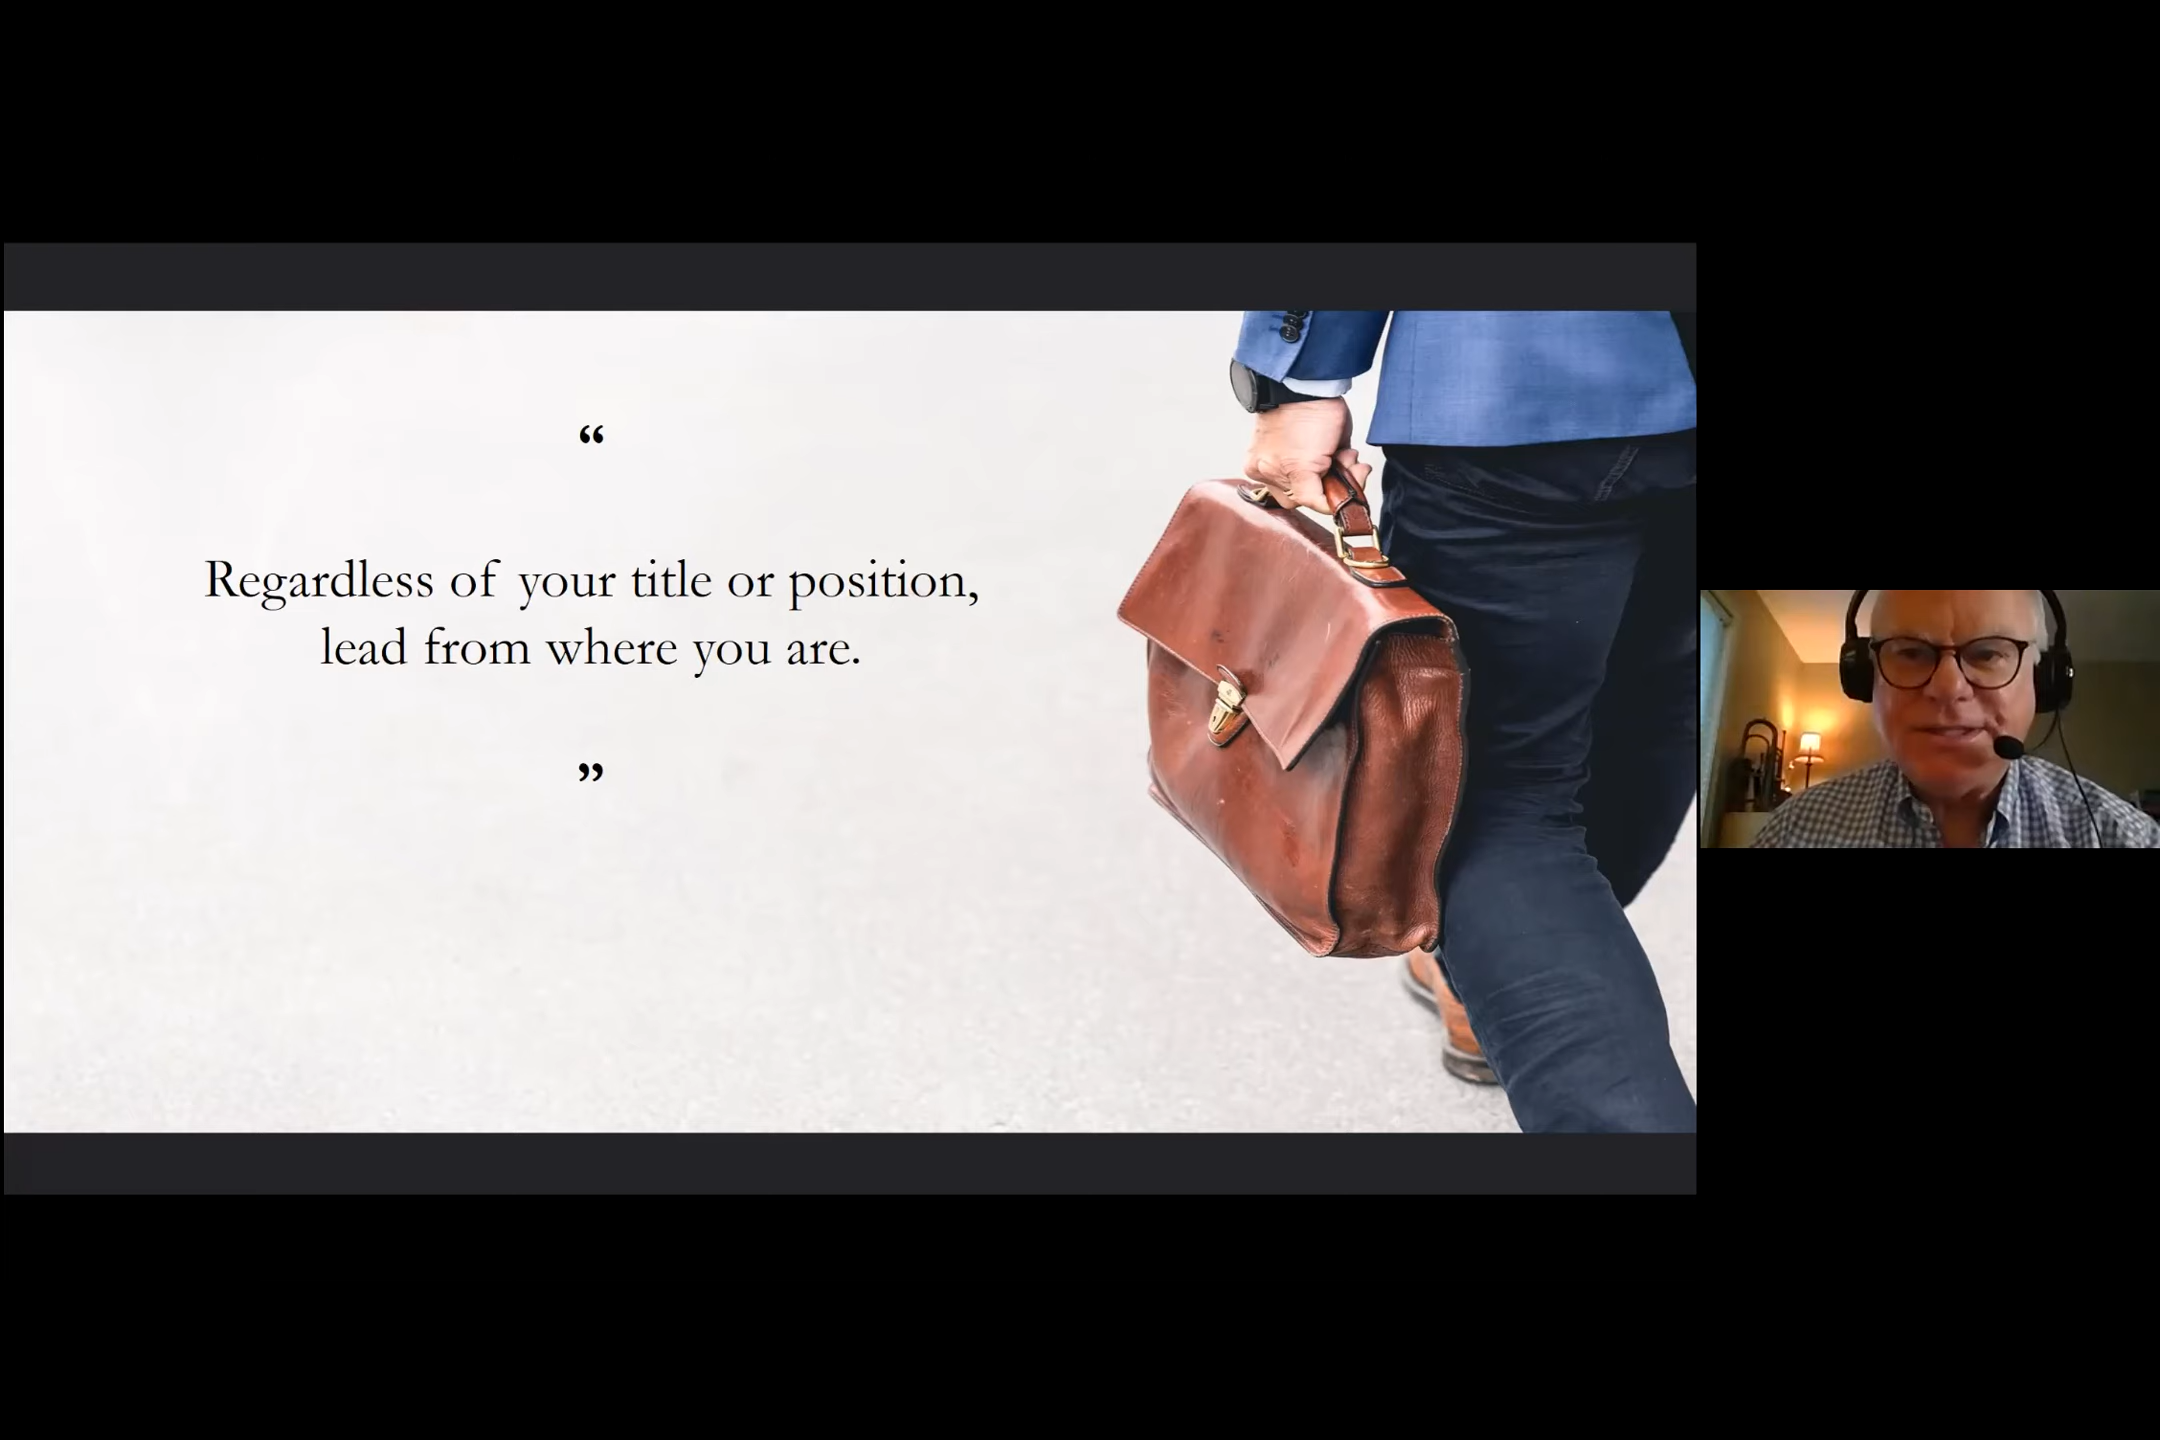 “
Regardless of your title or position,
lead from where you are.
”